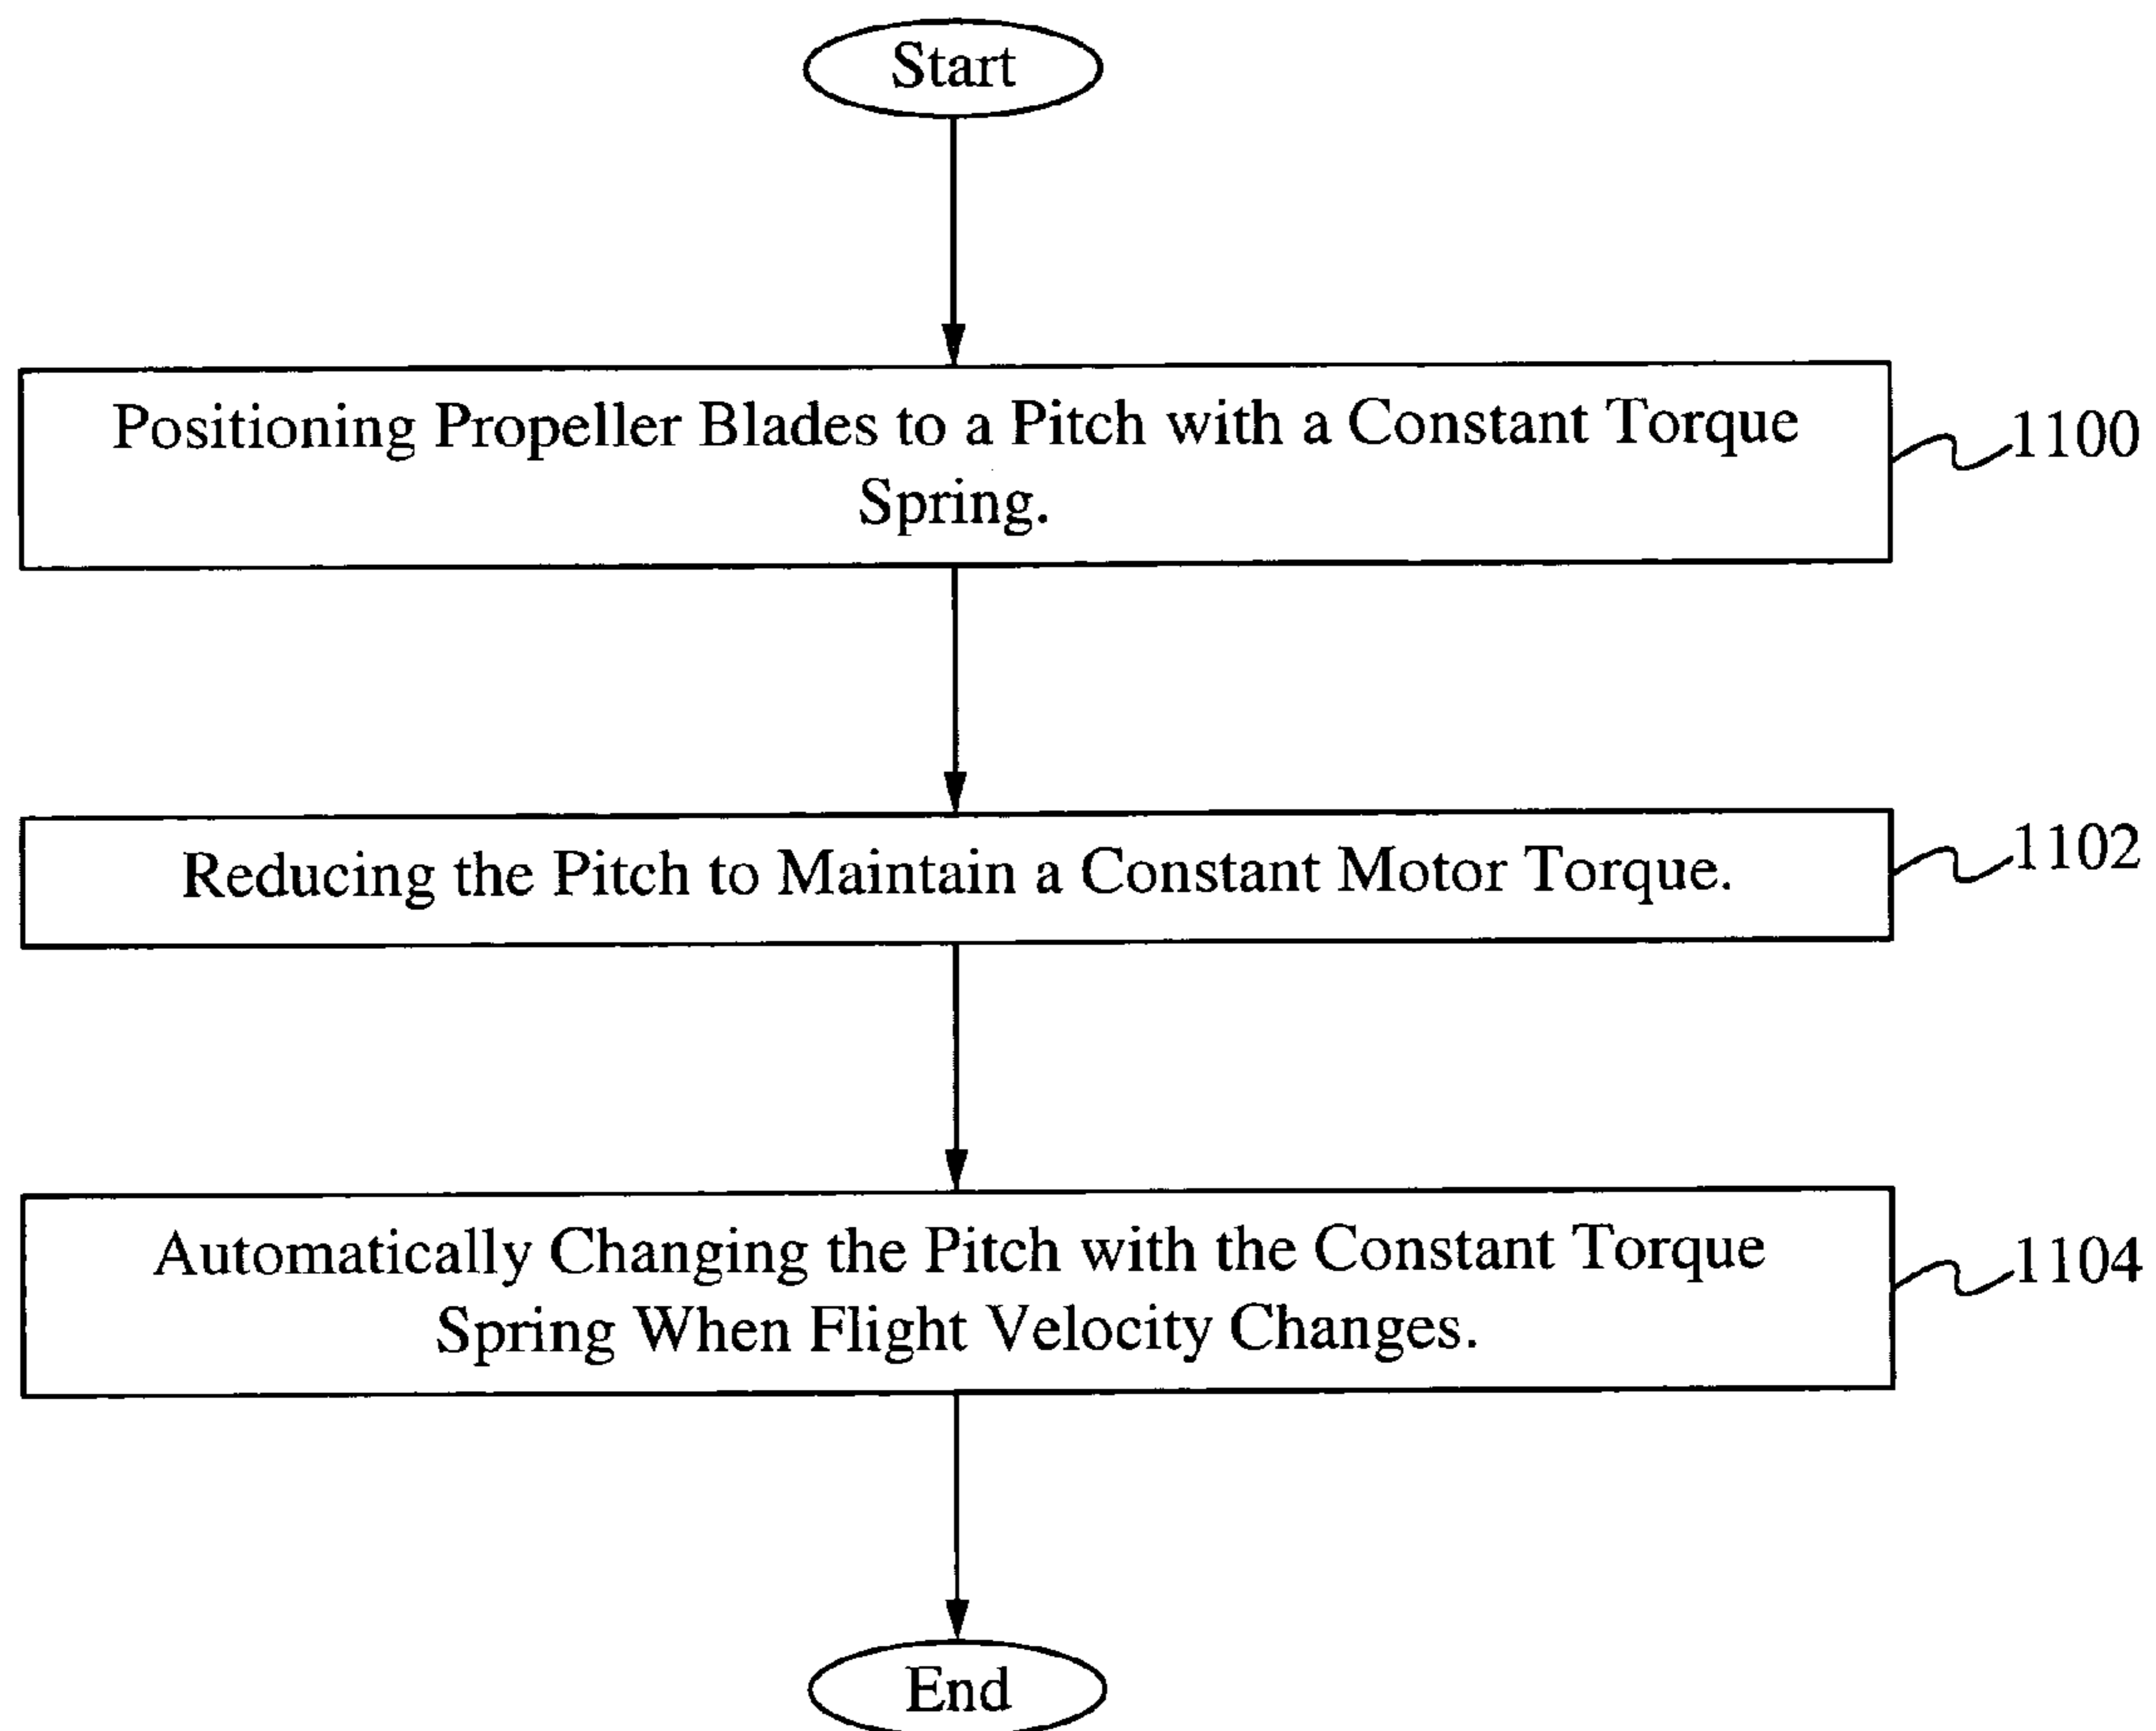 Start
Positioning Propeller Blades to a Pitch with a Constant Torque
Spring.
1100
Reducing the Pitch to Maintain a Constant Motor Torque.
1102
Automatically Changing the Pitch with the Constant Torque
Spring When Flight Velocity Changes.
1104
End